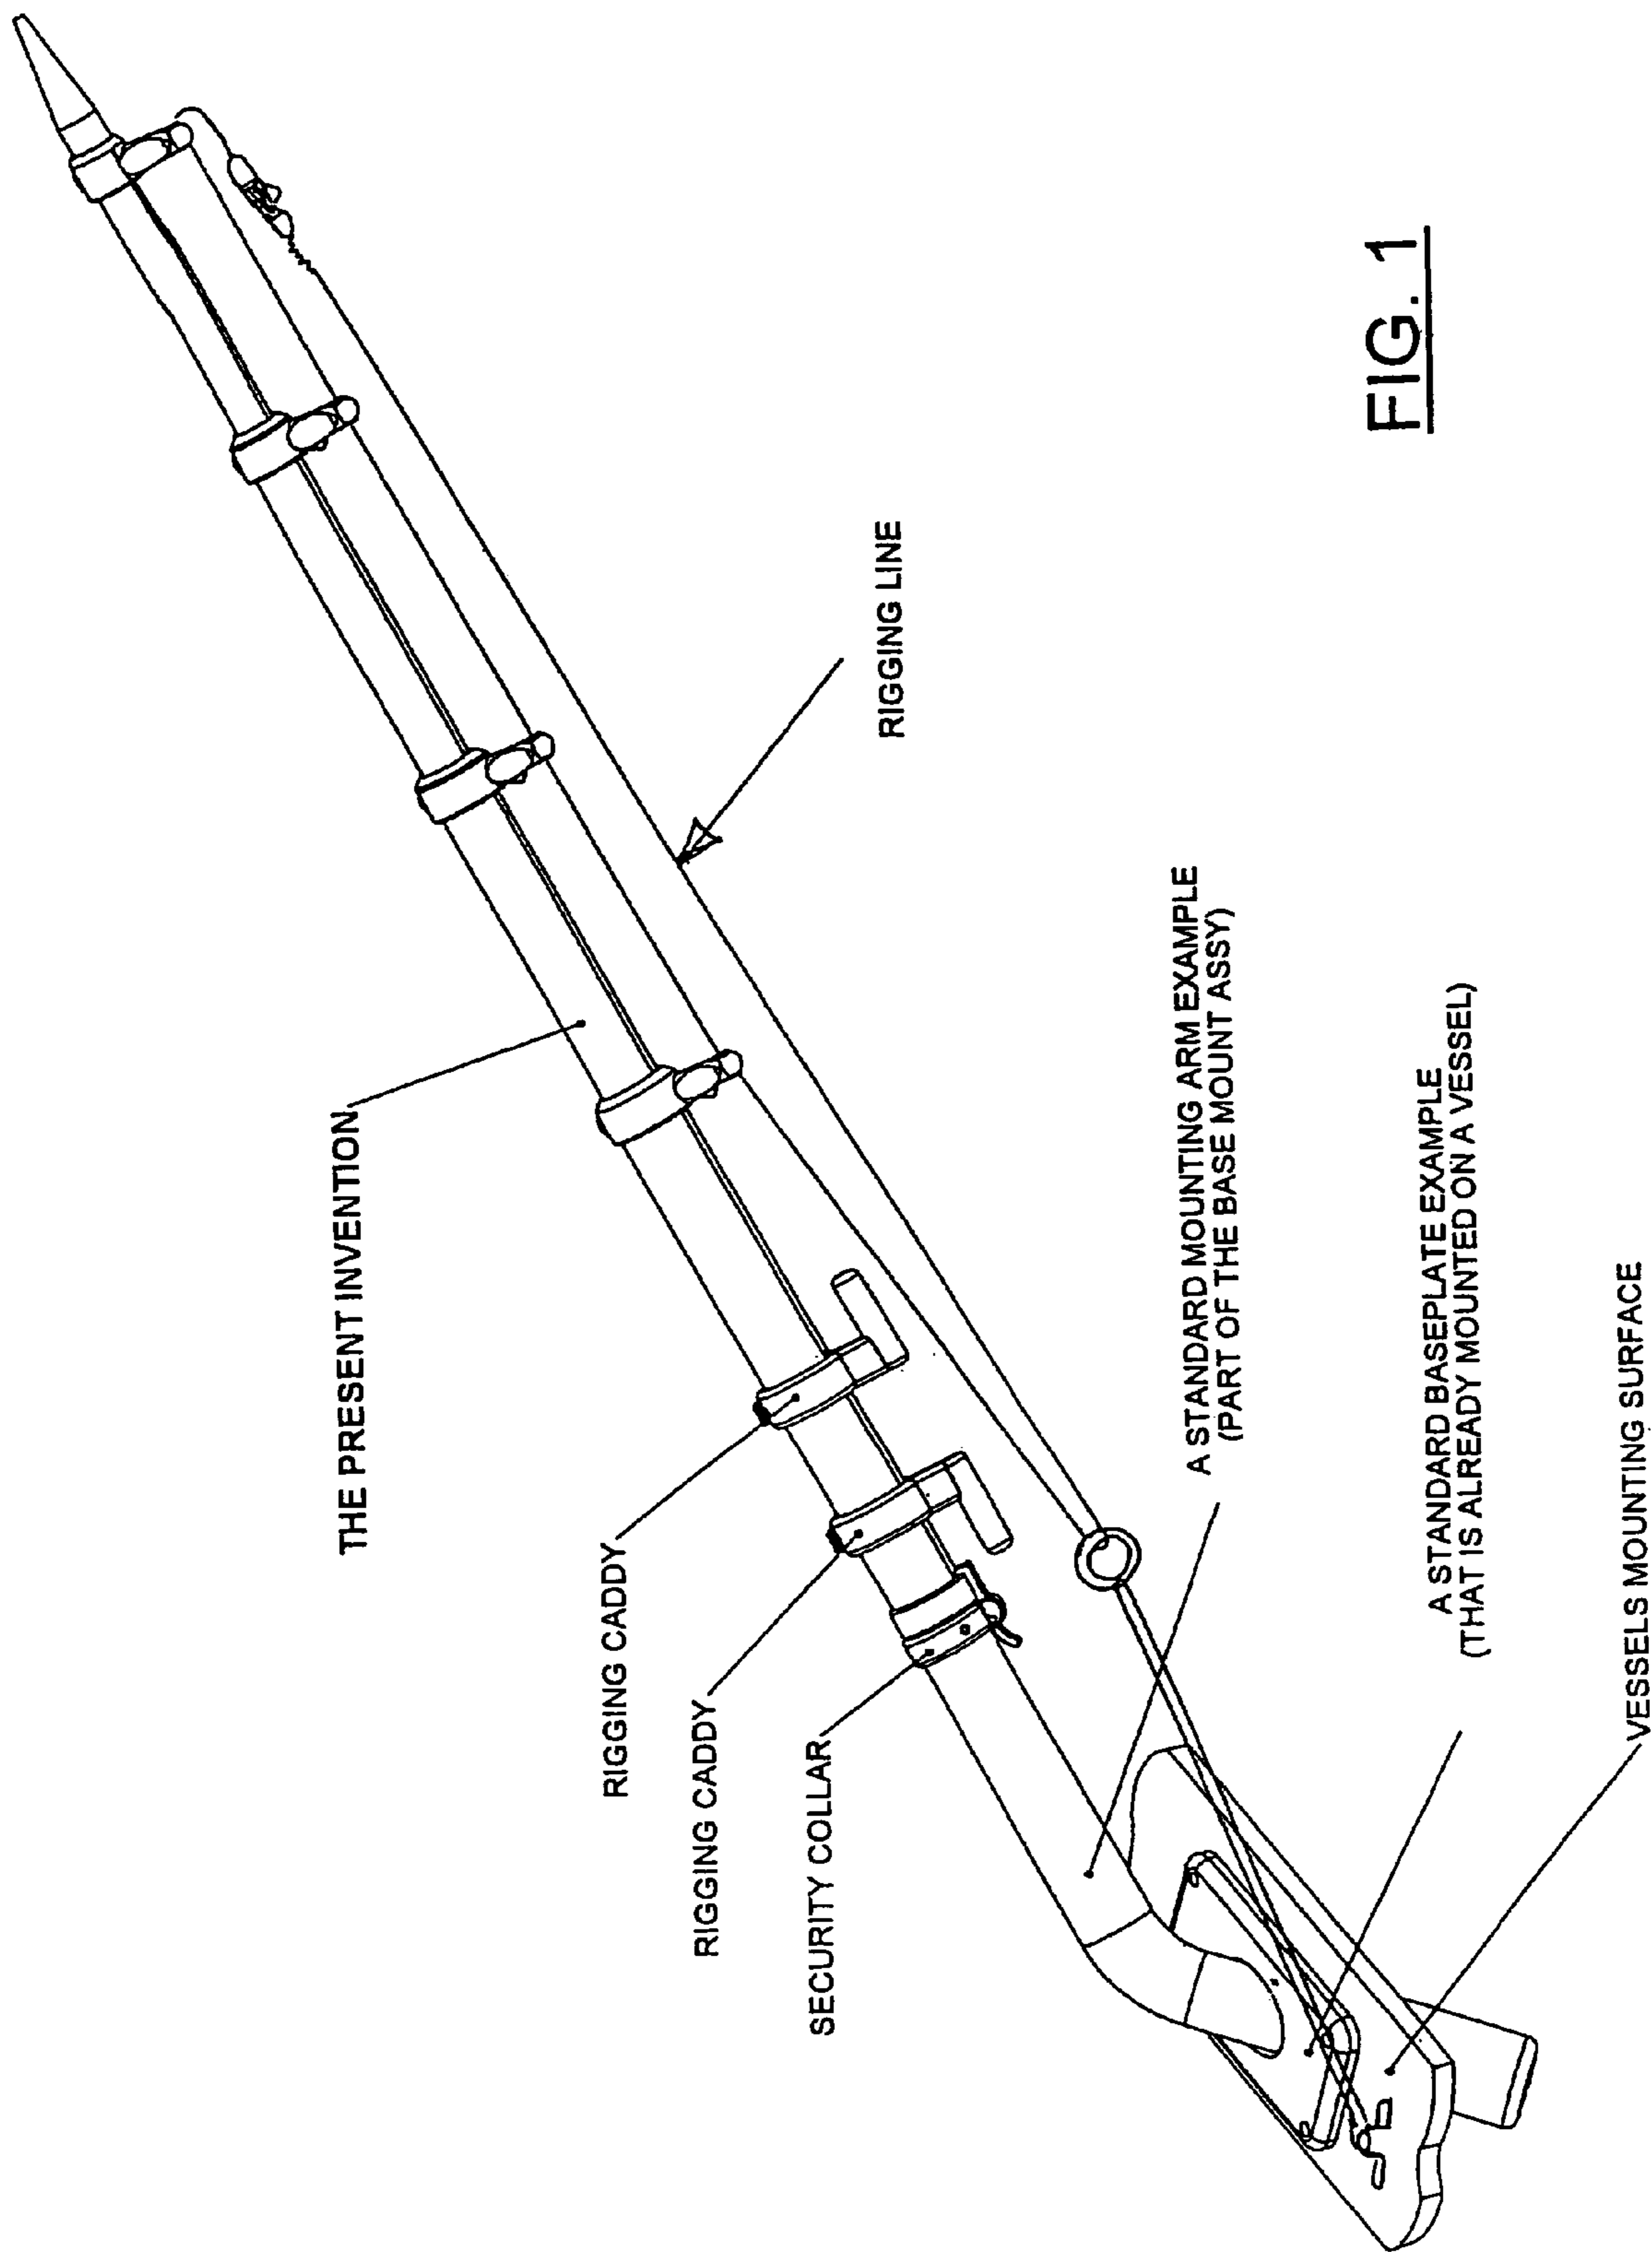 THE PRESENT INVENTION
RIGGING CADDY
RIGGING CADDY
SECURITY COLLAR
RIGGING LINE
A STANDARD MOUNTING ARM EXAMPLE
(PART OF THE BASE MOUNT ASSY)
A STANDARD BASEPLATE EXAMPLE
(THAT IS ALREADY MOUNTED ON A VESSEL)
VESSELS MOUNTING SURFACE
FIG. 1